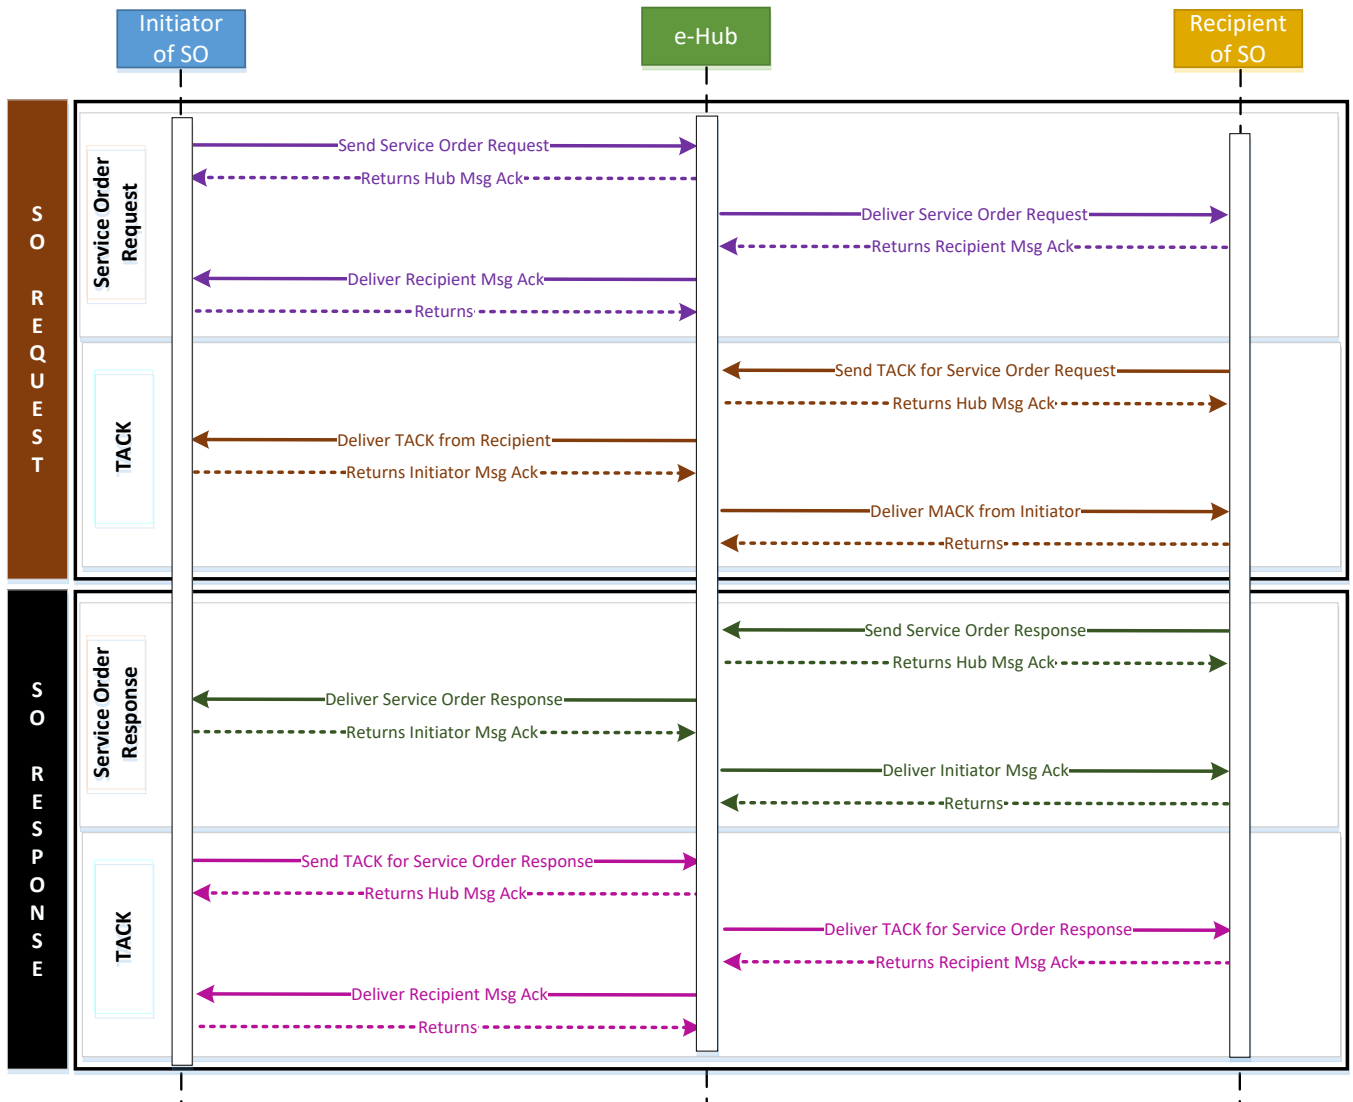 Initiator
of SO
e-Hub
Recipient
of SO
SO REQUEST
Service Order
Request
Send Service Order Request
Returns Hub Msg Ack
Deliver Service Order Request
Returns Recipient Msg Ack
Deliver Recipient Msg Ack
Returns
TACK
Send TACK for Service Order Request
Returns Hub Msg Ack
Deliver TACK from Recipient
Returns Initiator Msg Ack
Deliver MACK from Initiator
Returns
SO RESPONSE
Service Order
Response
Send Service Order Response
Returns Hub Msg Ack
Deliver Service Order Response
Returns Initiator Msg Ack
Deliver Initiator Msg Ack
Returns
TACK
Send TACK for Service Order Response
Returns Hub Msg Ack
Deliver TACK for Service Order Response
Returns Recipient Msg Ack
Deliver Recipient Msg Ack
Returns